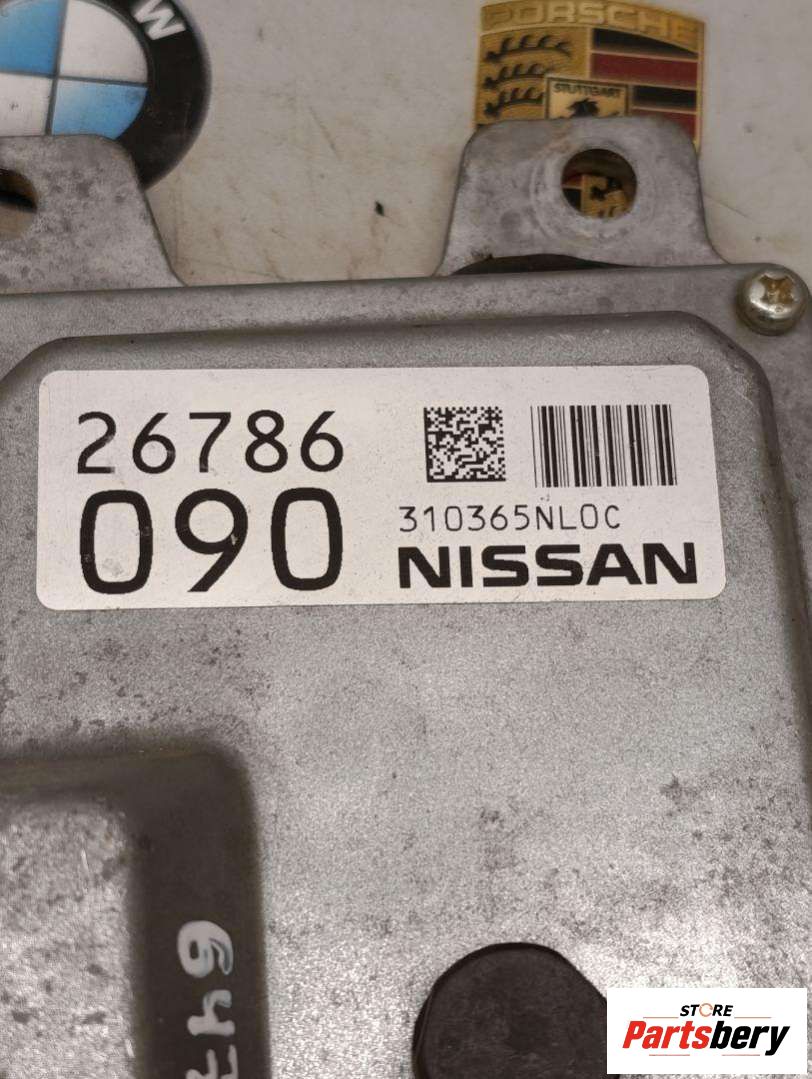 W
PORSCHE
STUTTGART
26786
090
310365NL0C
NISSAN
STORE
Partsbery